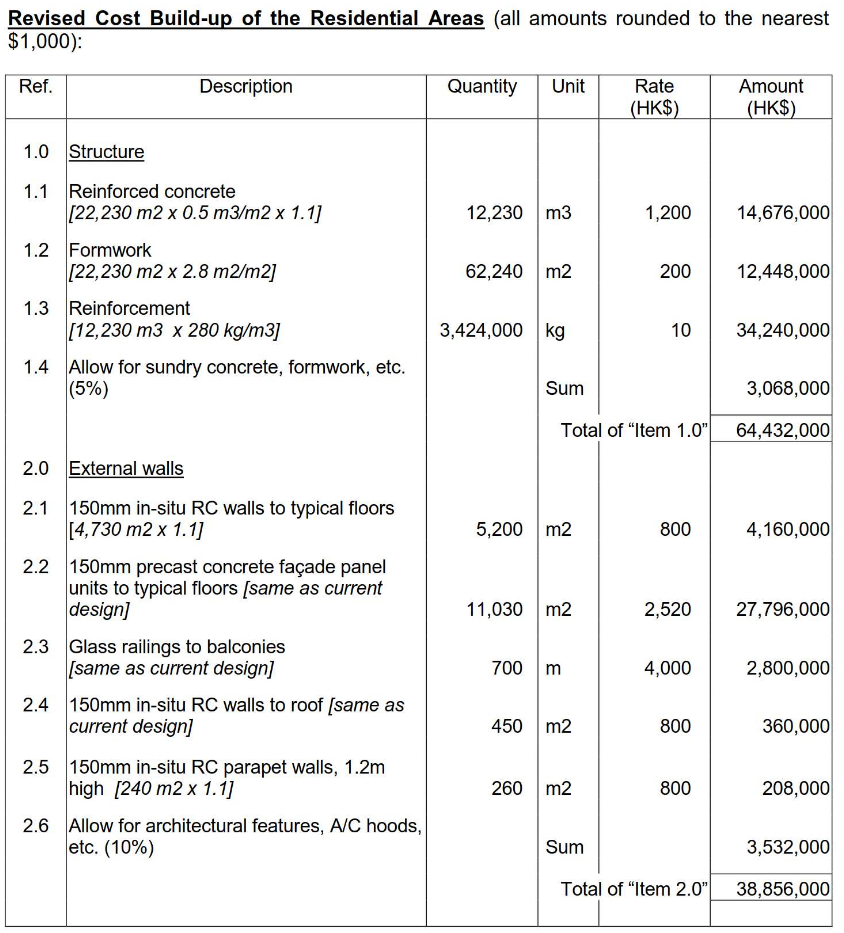 Revised Cost Build-up of the Residential Areas (all amounts rounded to the nearest
$1,000):
Ref. Description Quantity Unit Rate Amount
(HK$) (HK$)
1.0 Structure
1.1 Reinforced concrete
[22,230 m2 x 0.5 m3/m2 x 1.1] 12,230 m3 1,200 14,676,000
1.2 Formwork
[22,230 m2 x 2.8 m2/m2] 62,240 m2 200 12,448,000
1.3 Reinforcement
[12,230 m3 x 280 kg/m3] 3,424,000 kg 10 34,240,000
1.4 Allow for sundry concrete, formwork, etc.
(5%) Sum 3,068,000
Total of “Item 1.0” 64,432,000
2.0 External walls
2.1 150mm in-situ RC walls to typical floors
[4,730 m2 x 1.1] 5,200 m2 800 4,160,000
2.2 150mm precast concrete façade panel
units to typical floors [same as current
design] 11,030 m2 2,520 27,796,000
2.3 Glass railings to balconies
[same as current design] 700 m 4,000 2,800,000
2.4 150mm in-situ RC walls to roof [same as
current design] 450 m2 800 360,000
2.5 150mm in-situ RC parapet walls, 1.2m
high [240 m2 x 1.1] 260 m2 800 208,000
2.6 Allow for architectural features, A/C hoods,
etc. (10%) Sum 3,532,000
Total of “Item 2.0” 38,856,000